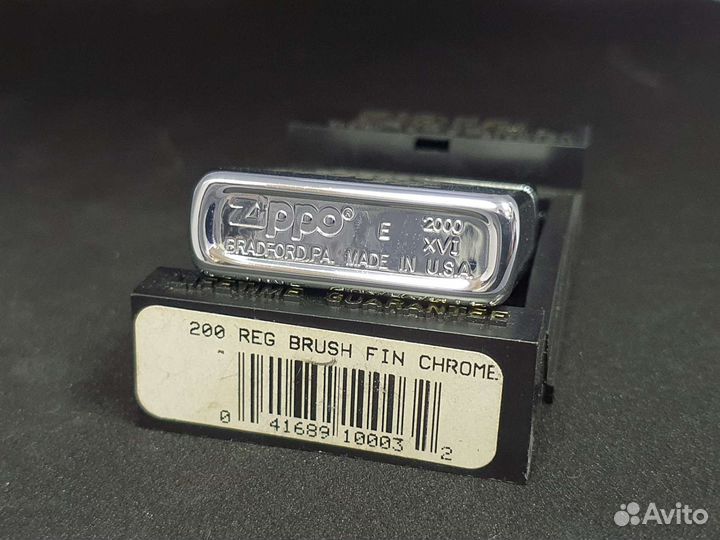 Zippo® E 2000
XVI
BRADFORD, PA. MADE IN U.S.A.
LIFETIME GUARANTEE
200 REG BRUSH FIN CHROME
0 41689 10003 2
Avito